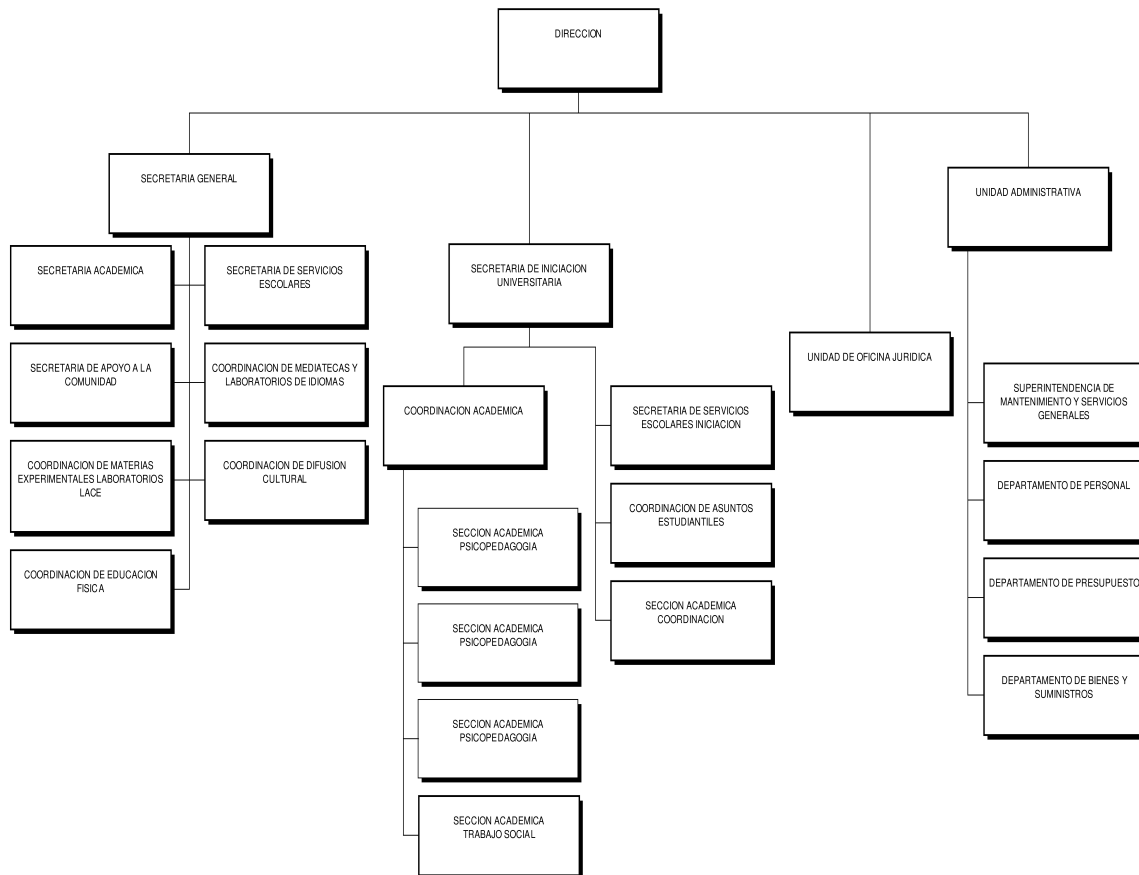 DIRECCION
SECRETARIA GENERAL
UNIDAD ADMINISTRATIVA
SECRETARIA ACADEMICA
SECRETARIA DE SERVICIOS
ESCOLARES
SECRETARIA DE INICIACION
UNIVERSITARIA
SECRETARIA DE APOYO A LA
COMUNIDAD
COORDINACION DE MEDIATECAS Y
LABORATORIOS DE IDIOMAS
UNIDAD DE OFICINA JURIDICA
COORDINACION ACADEMICA
SECRETARIA DE SERVICIOS
ESCOLARES INICIACION
SUPERINTENDENCIA DE
MANTENIMIENTO Y SERVICIOS
GENERALES
COORDINACION DE MATERIAS
EXPERIMENTALES LABORATORIOS
LACE
COORDINACION DE DIFUSION
CULTURAL
DEPARTAMENTO DE PERSONAL
SECCION ACADEMICA
PSICOPEDAGOGIA
COORDINACION DE ASUNTOS
ESTUDIANTILES
COORDINACION DE EDUCACION
FISICA
DEPARTAMENTO DE PRESUPUESTO
SECCION ACADEMICA
PSICOPEDAGOGIA
SECCION ACADEMICA
COORDINACION
DEPARTAMENTO DE BIENES Y
SUMINISTROS
SECCION ACADEMICA
PSICOPEDAGOGIA
SECCION ACADEMICA
TRABAJO SOCIAL